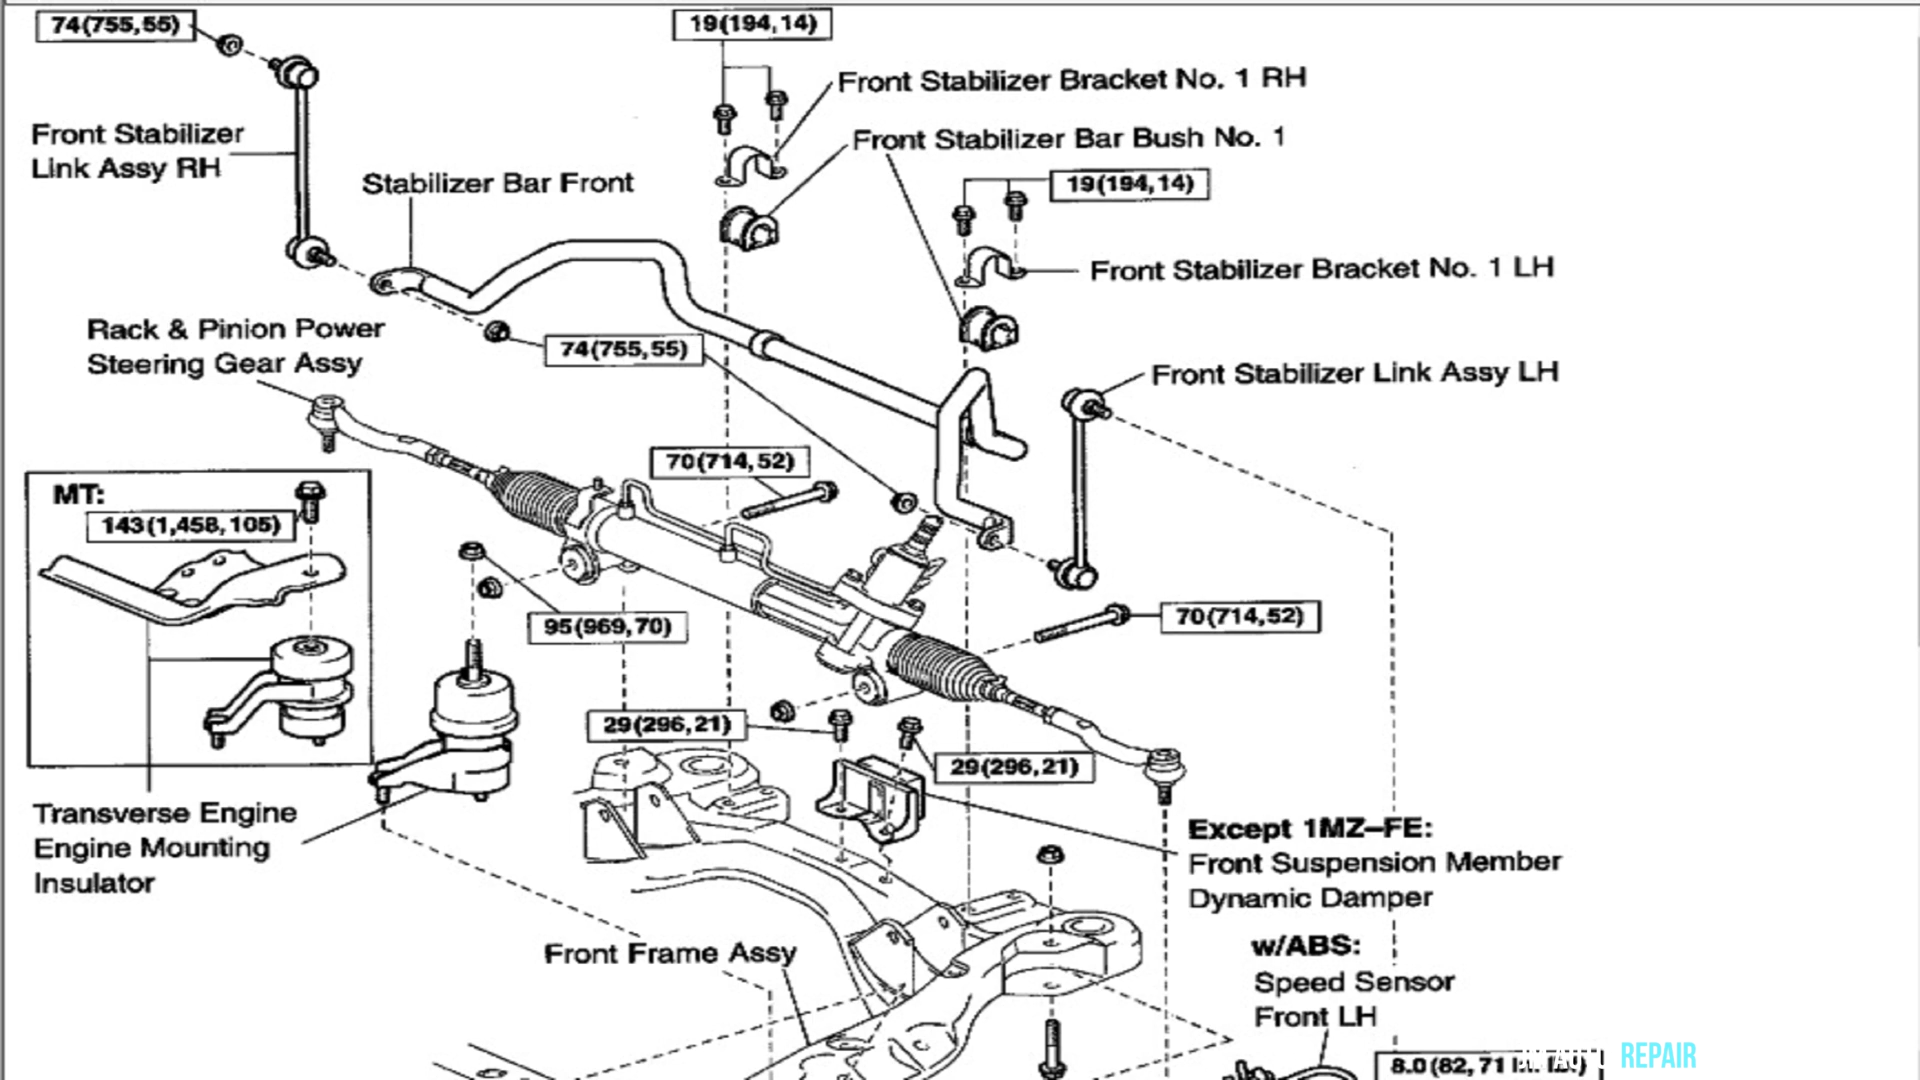 74(755,55)
19(194,14)
Front Stabilizer Bracket No. 1 RH
Front Stabilizer
Link Assy RH
Front Stabilizer Bar Bush No. 1
Stabilizer Bar Front
19(194,14)
Front Stabilizer Bracket No. 1 LH
Rack & Pinion Power
Steering Gear Assy
74(755,55)
Front Stabilizer Link Assy LH
70(714,52)
MT:
143(1,458,105)
95(969,70)
70(714,52)
29(296,21)
29(296,21)
Transverse Engine
Engine Mounting
Insulator
Except 1MZ–FE:
Front Suspension Member
Dynamic Damper
Front Frame Assy
w/ABS:
Speed Sensor
Front LH
8.0(82, 71
REPAIR